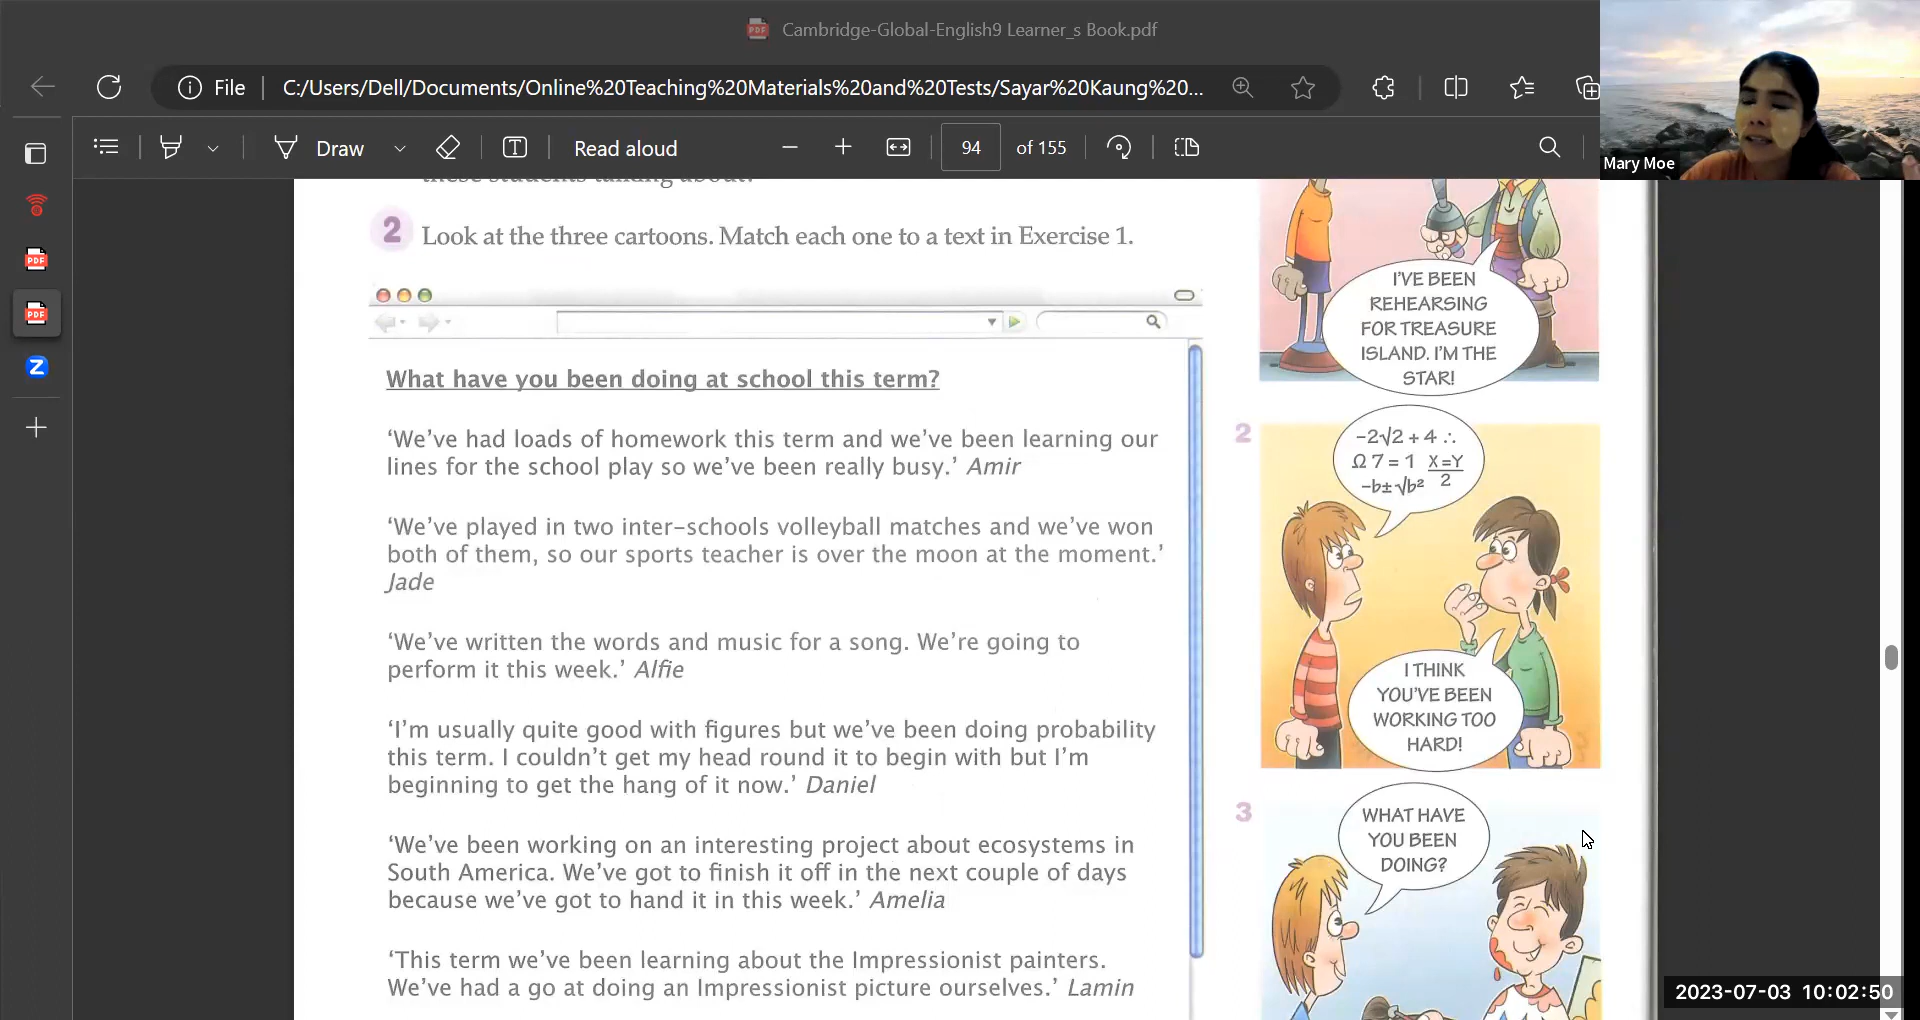 Cambridge-Global-English9 Learner_s Book.pdf
File
C:/Users/Dell/Documents/Online%20Teaching%20Materials%20and%20Tests/Sayar%20Kaung%20...
Draw
Read aloud
94 of 155
Mary Moe
these students talking about?
2 Look at the three cartoons. Match each one to a text in Exercise 1.
What have you been doing at school this term?
‘We’ve had loads of homework this term and we’ve been learning our
lines for the school play so we’ve been really busy.’ Amir
‘We’ve played in two inter-schools volleyball matches and we’ve won
both of them, so our sports teacher is over the moon at the moment.’
Jade
‘We’ve written the words and music for a song. We’re going to
perform it this week.’ Alfie
‘I’m usually quite good with figures but we’ve been doing probability
this term. I couldn’t get my head round it to begin with but I’m
beginning to get the hang of it now.’ Daniel
‘We’ve been working on an interesting project about ecosystems in
South America. We’ve got to finish it off in the next couple of days
because we’ve got to hand it in this week.’ Amelia
‘This term we’ve been learning about the Impressionist painters.
We’ve had a go at doing an Impressionist picture ourselves.’ Lamin
I’VE BEEN
REHEARSING
FOR TREASURE
ISLAND. I’M THE
STAR!
2
-2√2 + 4 ∴
Ω 7 = 1 X=Y
-b± √b² 2
I THINK
YOU’VE BEEN
WORKING TOO
HARD!
3
WHAT HAVE
YOU BEEN
DOING?
2023-07-03 10:02:50